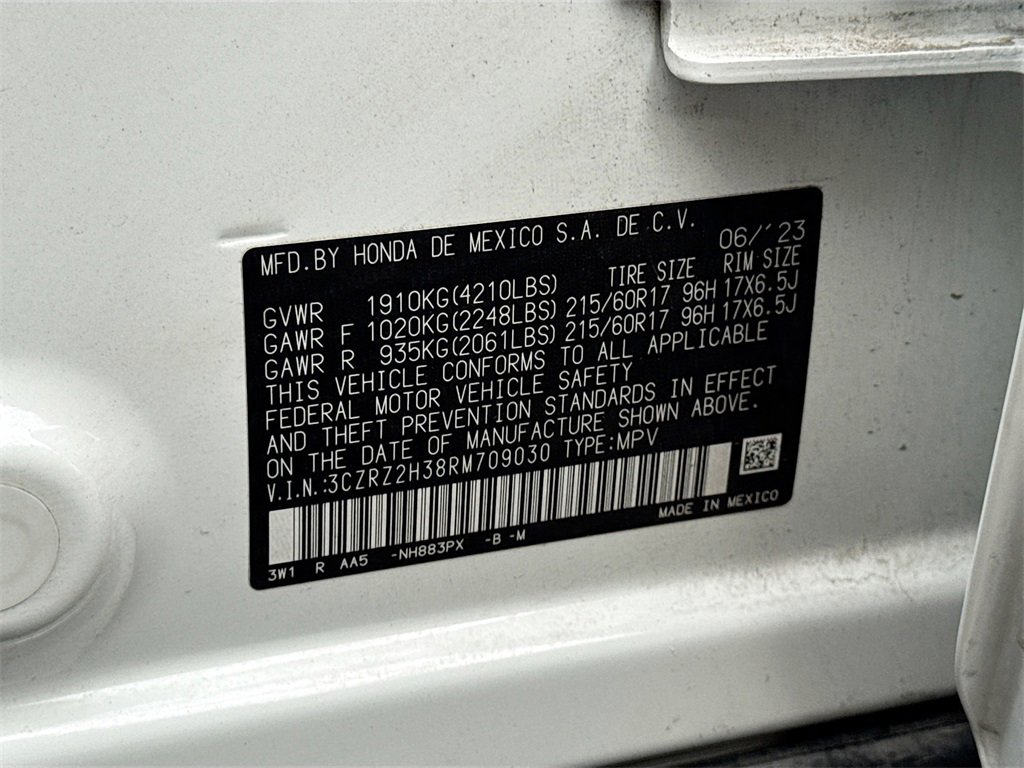 MFD.BY HONDA DE MEXICO S.A. DE C.V. 06/'23
TIRE SIZE RIM SIZE
GVWR 1910KG(4210LBS)
GAWR F 1020KG(2248LBS) 215/60R17 96H 17X6.5J
GAWR R 935KG(2061LBS) 215/60R17 96H 17X6.5J
THIS VEHICLE CONFORMS TO ALL APPLICABLE
FEDERAL MOTOR VEHICLE SAFETY
AND THEFT PREVENTION STANDARDS IN EFFECT
ON THE DATE OF MANUFACTURE SHOWN ABOVE.
V.I.N.:3CZRZ2H38RM709030 TYPE:MPV
3W1 R AA5 -NH883PX -B -M MADE IN MEXICO